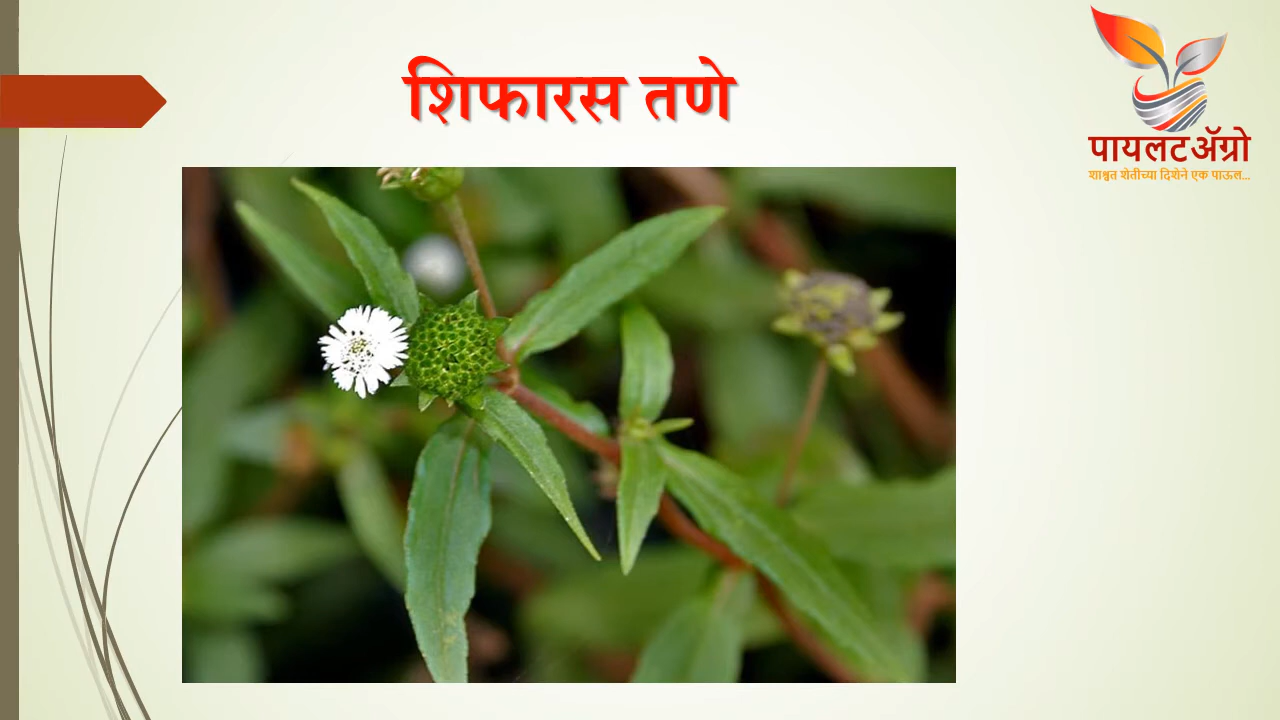 शिफारस तणे
पायलटॲग्रो
शाश्वत शेतीच्या दिशेने एक पाऊल...